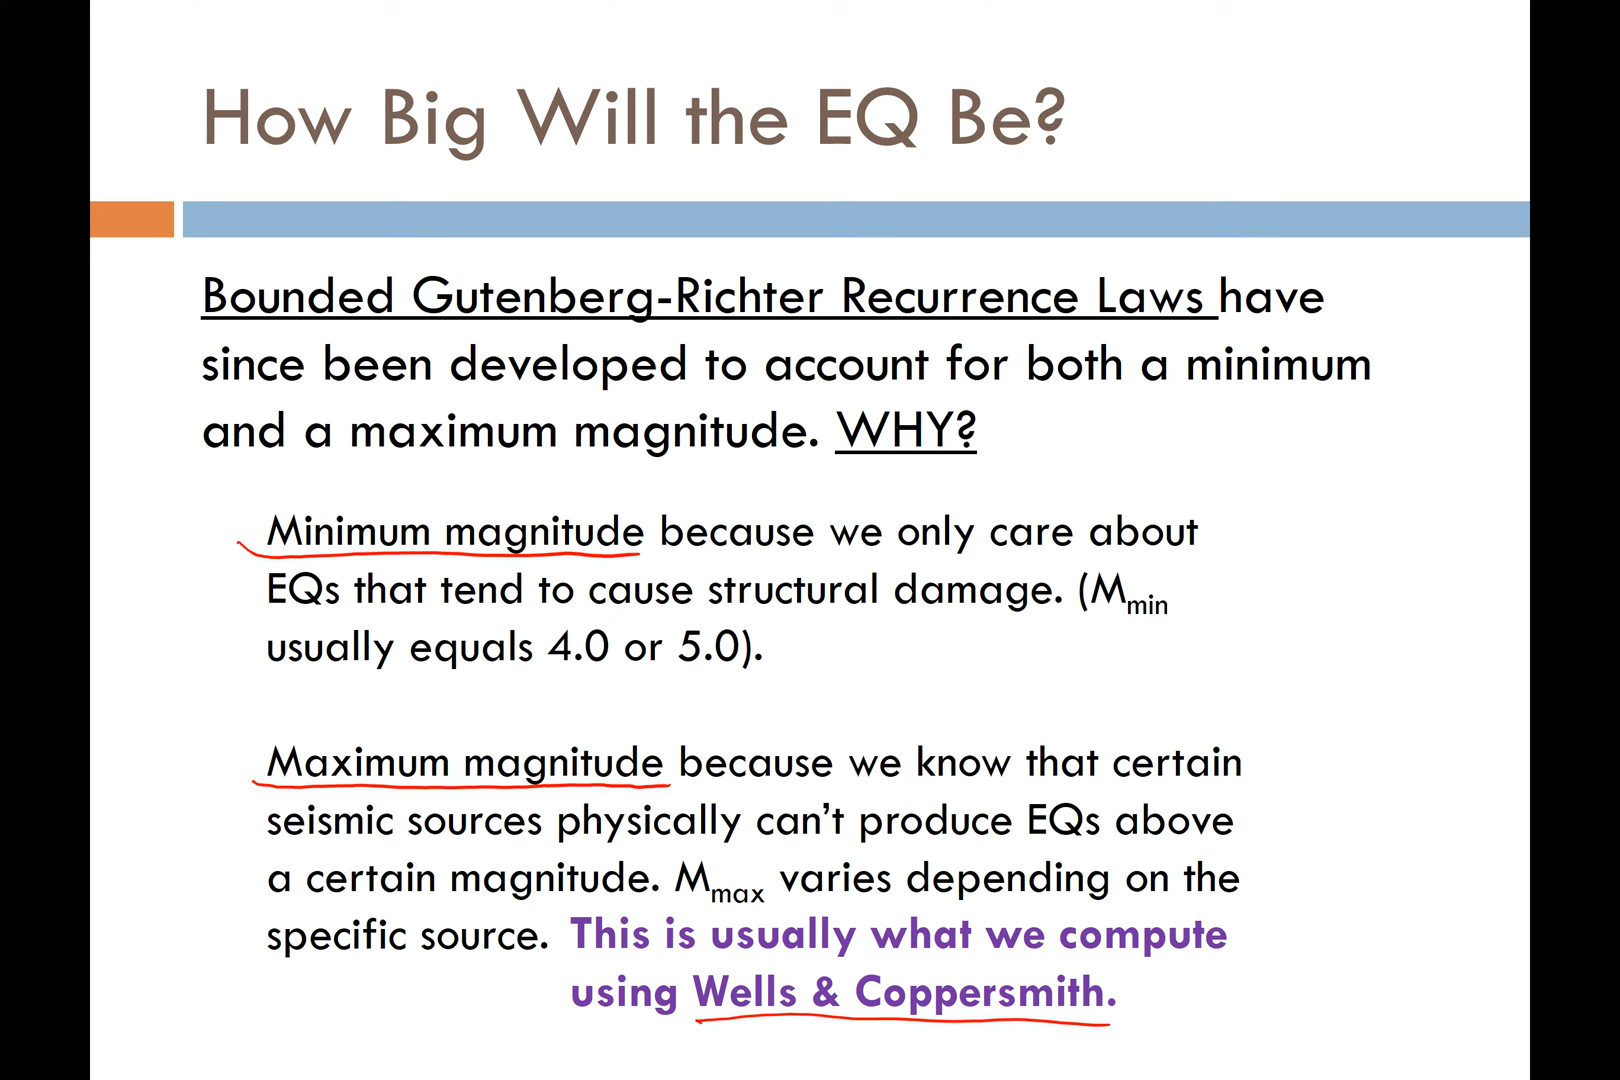 How Big Will the EQ Be?
Bounded Gutenberg-Richter Recurrence Laws have
since been developed to account for both a minimum
and a maximum magnitude. WHY?
Minimum magnitude because we only care about
EQs that tend to cause structural damage. (Mmin
usually equals 4.0 or 5.0).
Maximum magnitude because we know that certain
seismic sources physically can’t produce EQs above
a certain magnitude. Mmax varies depending on the
specific source. This is usually what we compute
using Wells & Coppersmith.